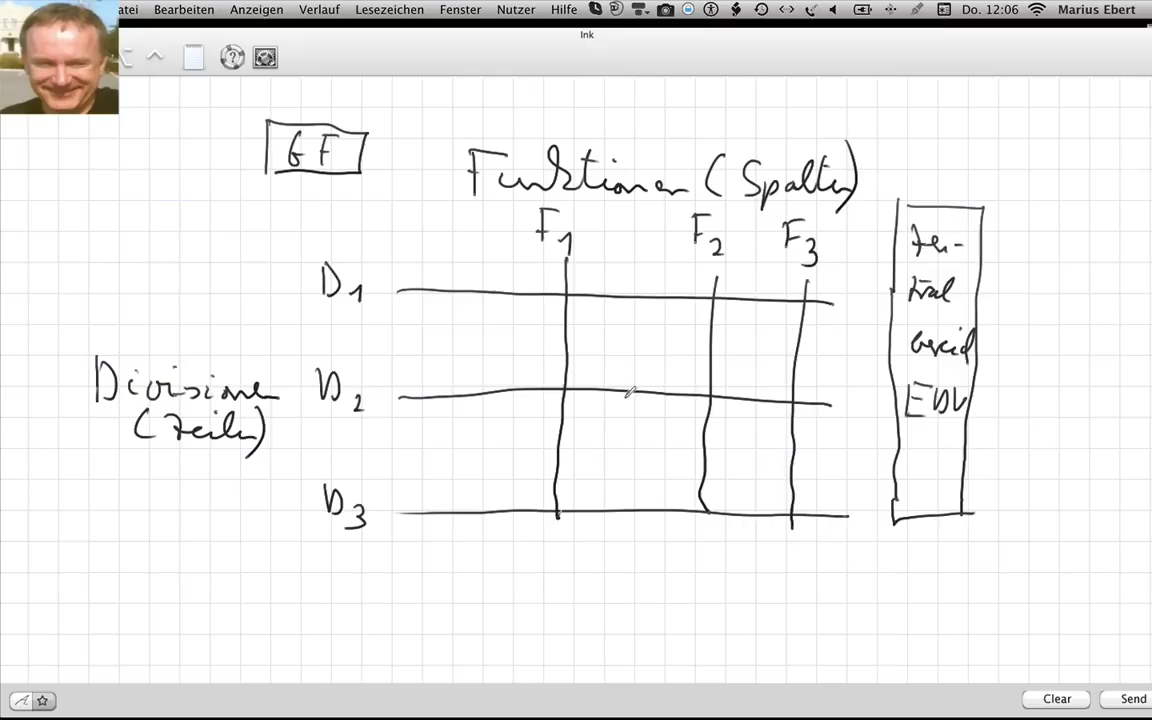 atei Bearbeiten Anzeigen Verlauf Lesezeichen Fenster Nutzer Hilfe Do. 12:06 Marius Ebert
Ink
GF
Funktionen (Spalten)
F1 F2 F3
D1
D2
D3
Divisionen
(Zeilen)
Zen-
tral
bereich
EDV
Clear Send